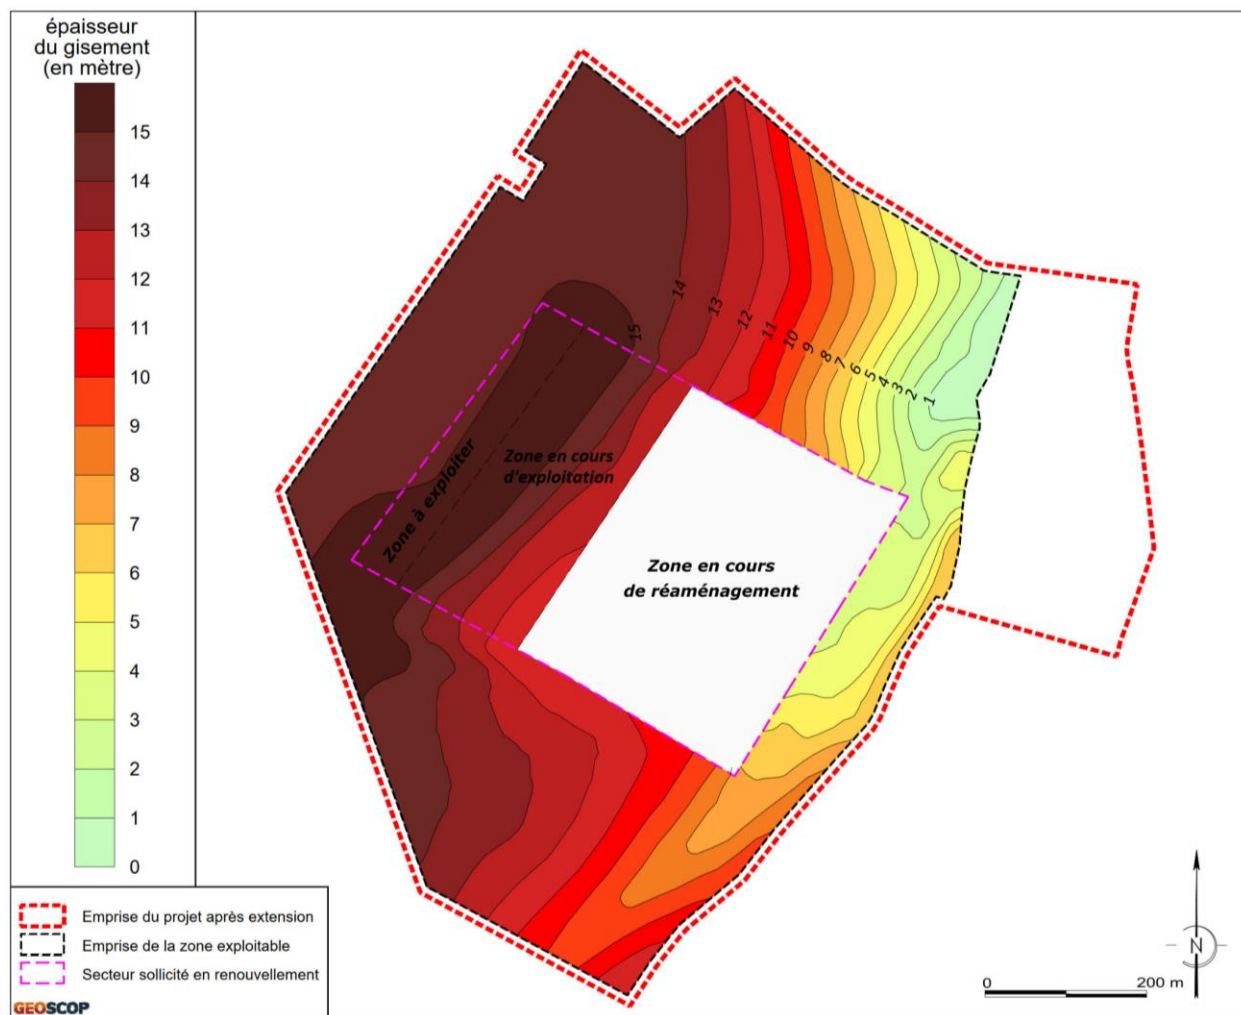 épaisseur
du gisement
(en mètre)
15
14
13
12
11
10
9
8
7
6
5
4
3
2
1
0
15
14
13
12
11
10
9
8
7
6
5
4
3
2
1
Zone à exploiter
Zone en cours
d'exploitation
Zone en cours
de réaménagement
Emprise du projet après extension
Emprise de la zone exploitable
Secteur sollicité en renouvellement
GEOSCOP
N
0 200 m